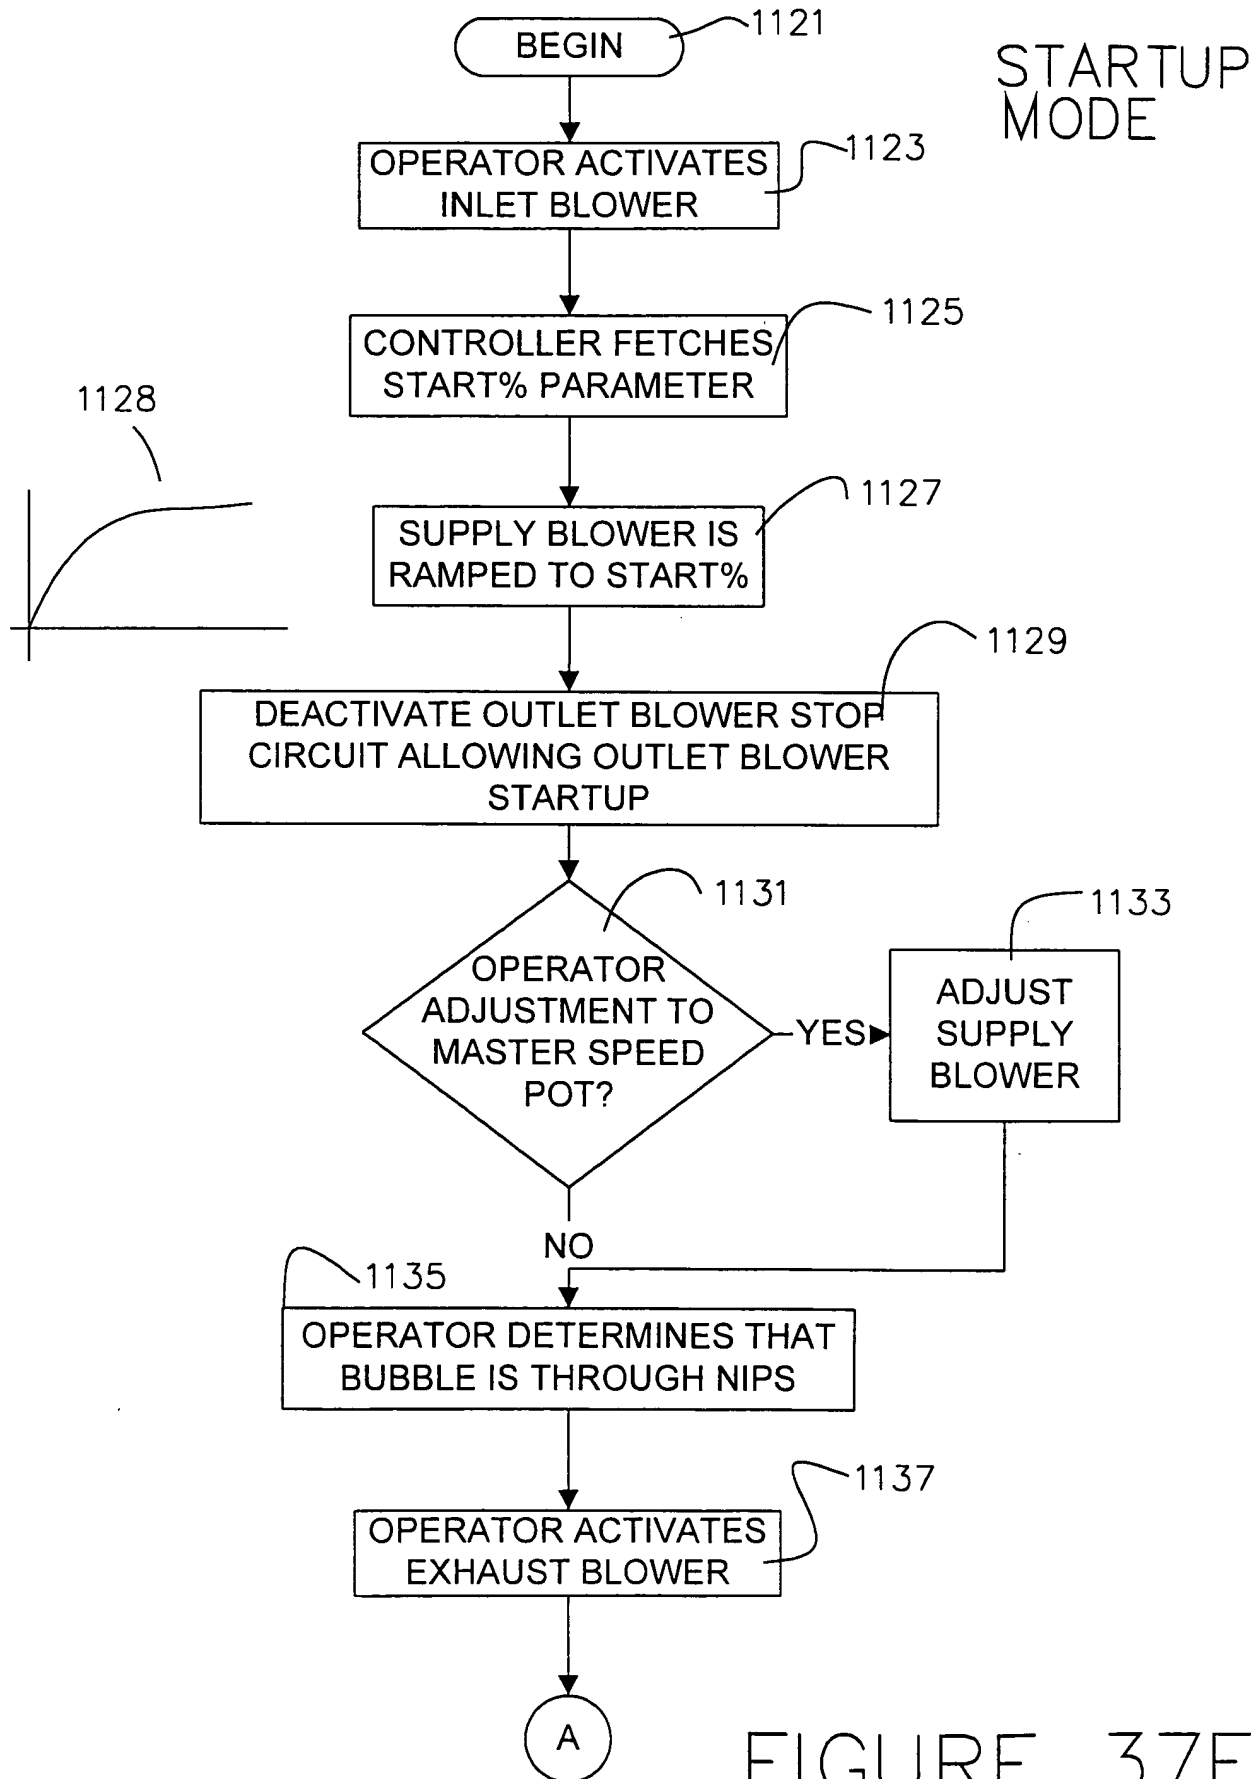 BEGIN
1121
STARTUP
MODE
OPERATOR ACTIVATES
INLET BLOWER
1123
CONTROLLER FETCHES
START% PARAMETER
1125
1128
SUPPLY BLOWER IS
RAMPED TO START%
1127
DEACTIVATE OUTLET BLOWER STOP
CIRCUIT ALLOWING OUTLET BLOWER
STARTUP
1129
OPERATOR
ADJUSTMENT TO
MASTER SPEED
POT?
1131
YES
ADJUST
SUPPLY
BLOWER
1133
NO
1135
OPERATOR DETERMINES THAT
BUBBLE IS THROUGH NIPS
OPERATOR ACTIVATES
EXHAUST BLOWER
1137
A
FIGURE 37F